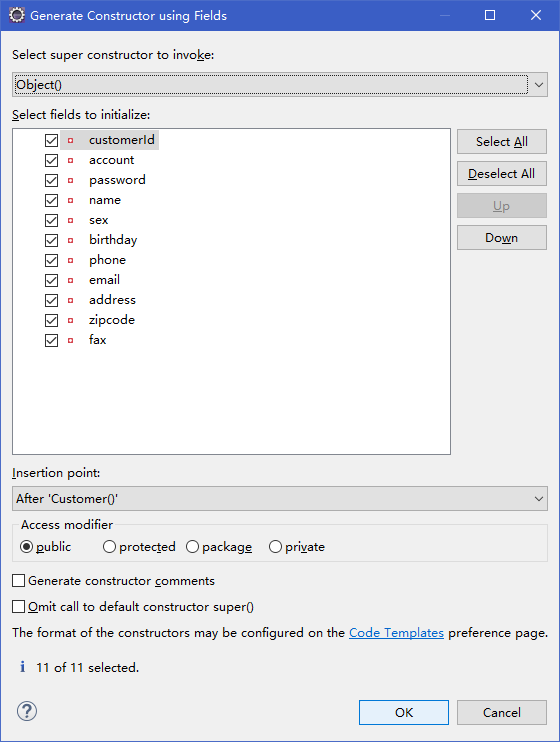 Generate Constructor using Fields
Select super constructor to invoke:
Object()
Select fields to initialize:
customerId
account
password
name
sex
birthday
phone
email
address
zipcode
fax
Select All
Deselect All
Up
Down
Insertion point:
After 'Customer()'
Access modifier
public protected package private
Generate constructor comments
Omit call to default constructor super()
The format of the constructors may be configured on the Code Templates preference page.
i 11 of 11 selected.
? OK Cancel